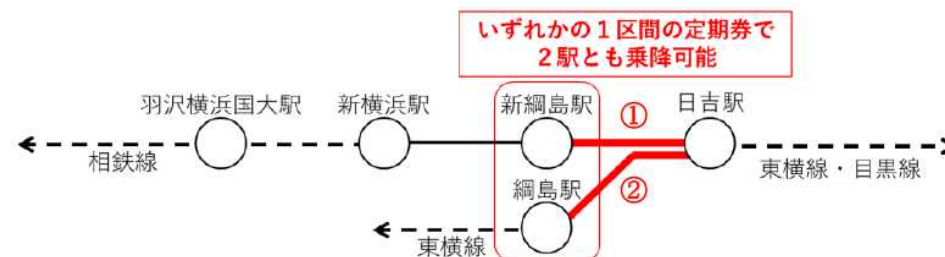 いずれかの１区間の定期券で
２駅とも乗降可能
羽沢横浜国大駅
新横浜駅
新綱島駅
①
日吉駅
相鉄線
東横線・目黒線
綱島駅
②
東横線